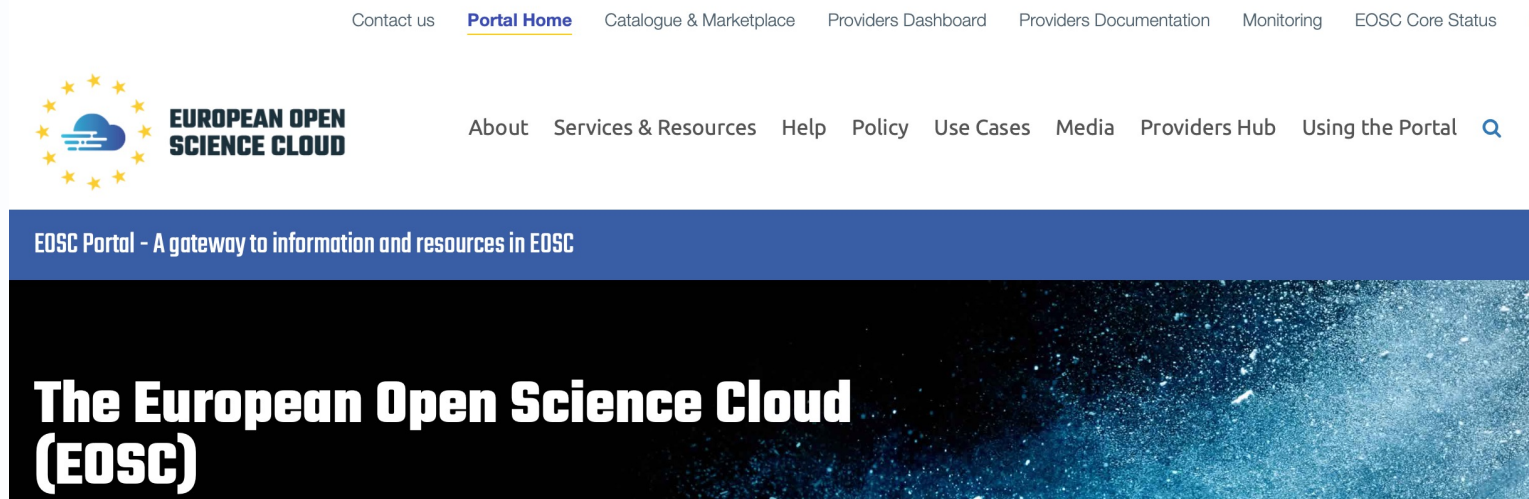 Contact us Portal Home Catalogue & Marketplace Providers Dashboard Providers Documentation Monitoring EOSC Core Status
EUROPEAN OPEN
SCIENCE CLOUD
About Services & Resources Help Policy Use Cases Media Providers Hub Using the Portal
EOSC Portal - A gateway to information and resources in EOSC
The European Open Science Cloud
(EOSC)